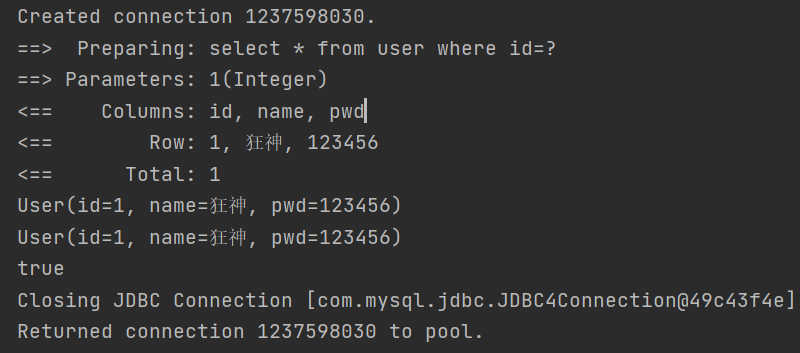 Created connection 1237598030.
==>  Preparing: select * from user where id=?
==> Parameters: 1(Integer)
<==    Columns: id, name, pwd
<==        Row: 1, 狂神, 123456
<==      Total: 1
User(id=1, name=狂神, pwd=123456)
User(id=1, name=狂神, pwd=123456)
true
Closing JDBC Connection [com.mysql.jdbc.JDBC4Connection@49c43f4e]
Returned connection 1237598030 to pool.